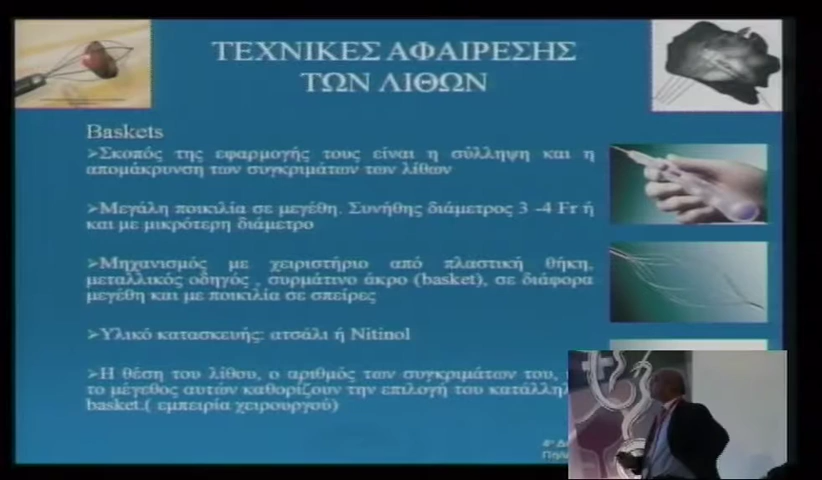 ΤΕΧΝΙΚΕΣ ΑΦΑΙΡΕΣΗΣ
ΤΩΝ ΛΙΘΩΝ
Baskets
➢Σκοπός της εφαρμογής τους είναι η σύλληψη και η
απομάκρυνση των συγκριμάτων των λίθων
➢Μεγάλη ποικιλία σε μεγέθη. Συνήθης διάμετρος 3 -4 Fr ή
και με μικρότερη διάμετρο
➢Μηχανισμός με χειριστήριο από πλαστική θήκη,
μεταλλικός οδηγός , συρμάτινο άκρο (basket), σε διάφορα
μεγέθη και με ποικιλία σε σπείρες
➢Υλικό κατασκευής: ατσάλι ή Nitinol
➢Η θέση του λίθου, ο αριθμός των συγκριμάτων του,
το μέγεθος αυτών καθορίζουν την επιλογή του
basket.( εμπειρία χειρουργού)